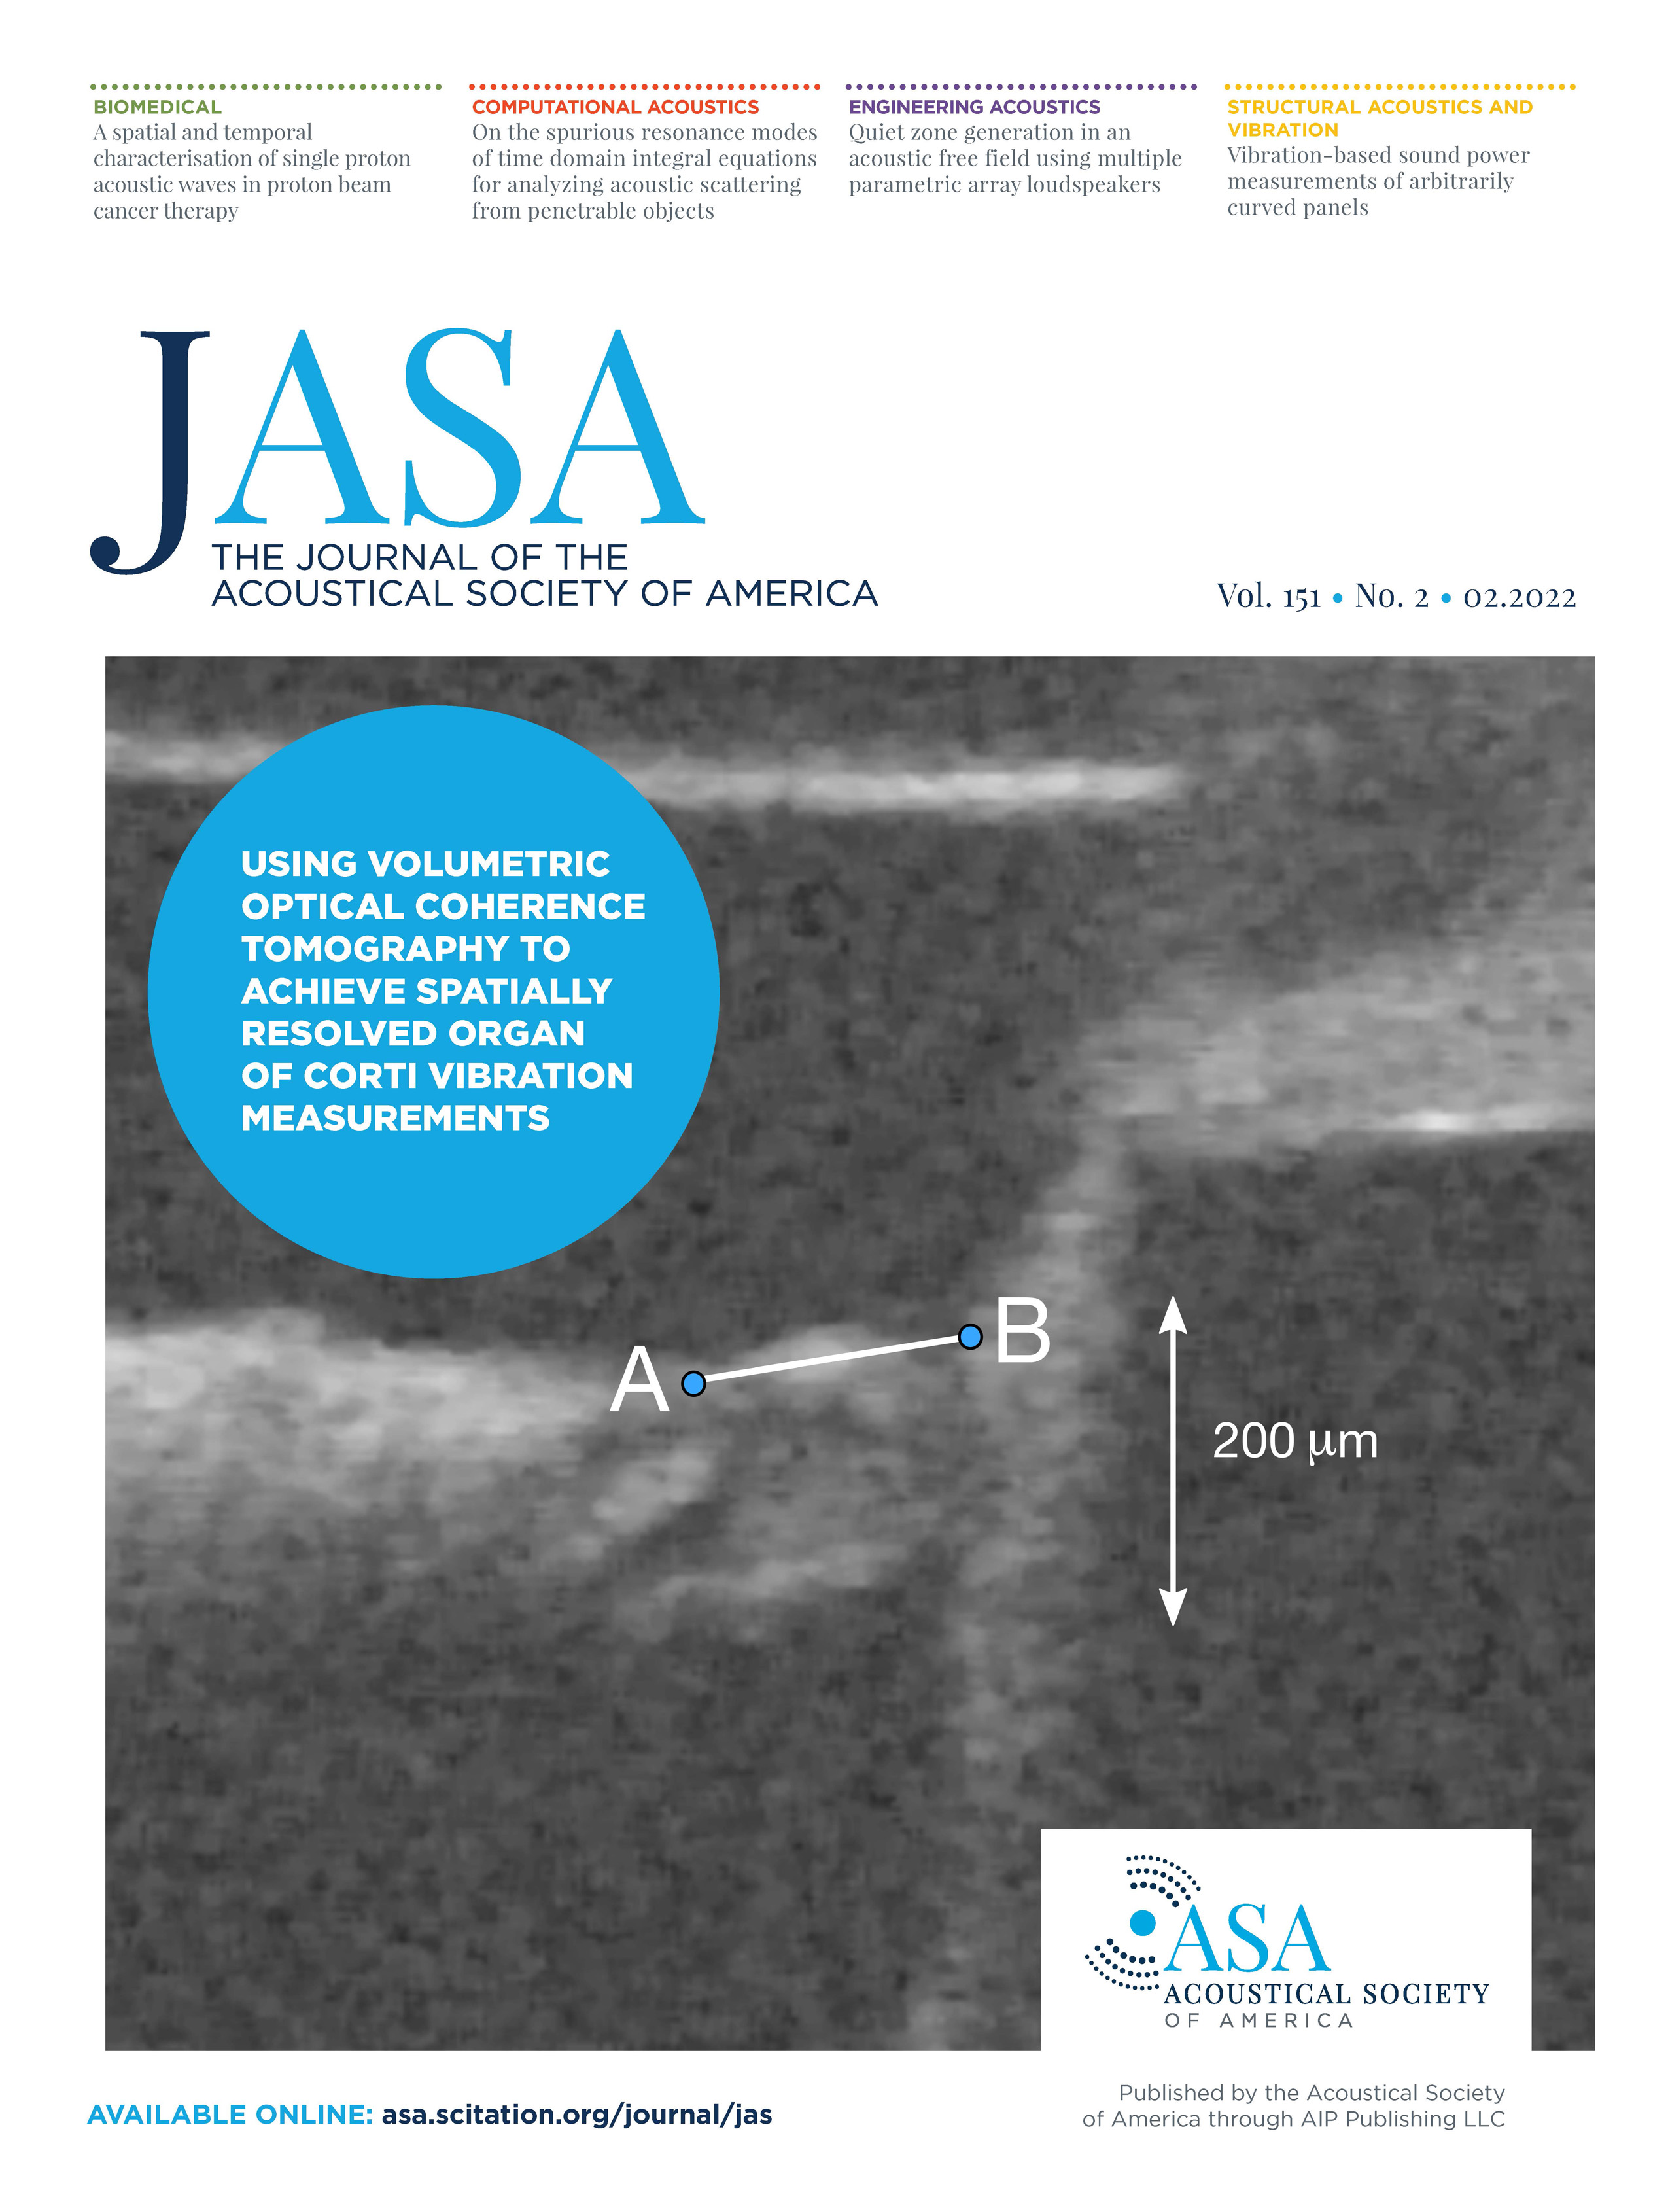 BIOMEDICAL
A spatial and temporal
characterisation of single proton
acoustic waves in proton beam
cancer therapy
COMPUTATIONAL ACOUSTICS
On the spurious resonance modes
of time domain integral equations
for analyzing acoustic scattering
from penetrable objects
ENGINEERING ACOUSTICS
Quiet zone generation in an
acoustic free field using multiple
parametric array loudspeakers
STRUCTURAL ACOUSTICS AND
VIBRATION
Vibration-based sound power
measurements of arbitrarily
curved panels
JASA
THE JOURNAL OF THE
ACOUSTICAL SOCIETY OF AMERICA
Vol. 151 • No. 2 • 02.2022
USING VOLUMETRIC
OPTICAL COHERENCE
TOMOGRAPHY TO
ACHIEVE SPATIALLY
RESOLVED ORGAN
OF CORTI VIBRATION
MEASUREMENTS
A
B
200 μm
ASA
ACOUSTICAL SOCIETY
OF AMERICA
AVAILABLE ONLINE: asa.scitation.org/journal/jas
Published by the Acoustical Society
of America through AIP Publishing LLC